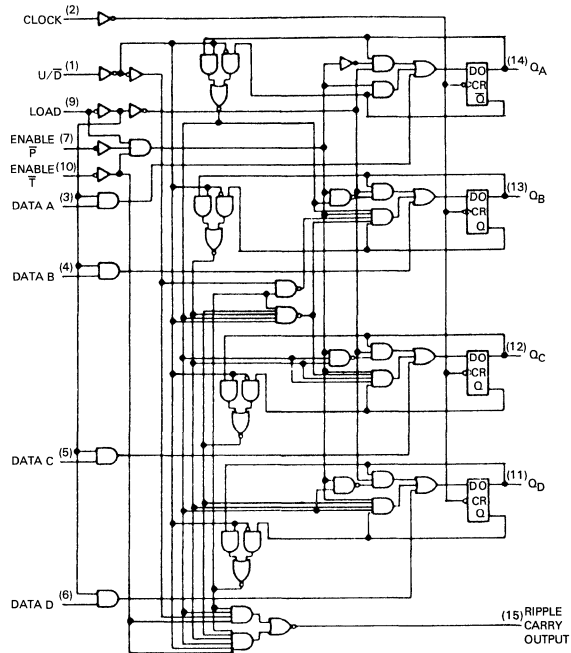 (2)
CLOCK
(1)
U/D̅
(9)
LOAD
ENABLE (7)
P̅
ENABLE (10)
T̅
(3)
DATA A
(4)
DATA B
(5)
DATA C
(6)
DATA D
DO
CR
Q̅
(14) QA
DO
CR
Q
(13)
QB
DO
CR
Q
(12)
QC
DO
CR
Q
(11)
QD
(15) RIPPLE
CARRY
OUTPUT